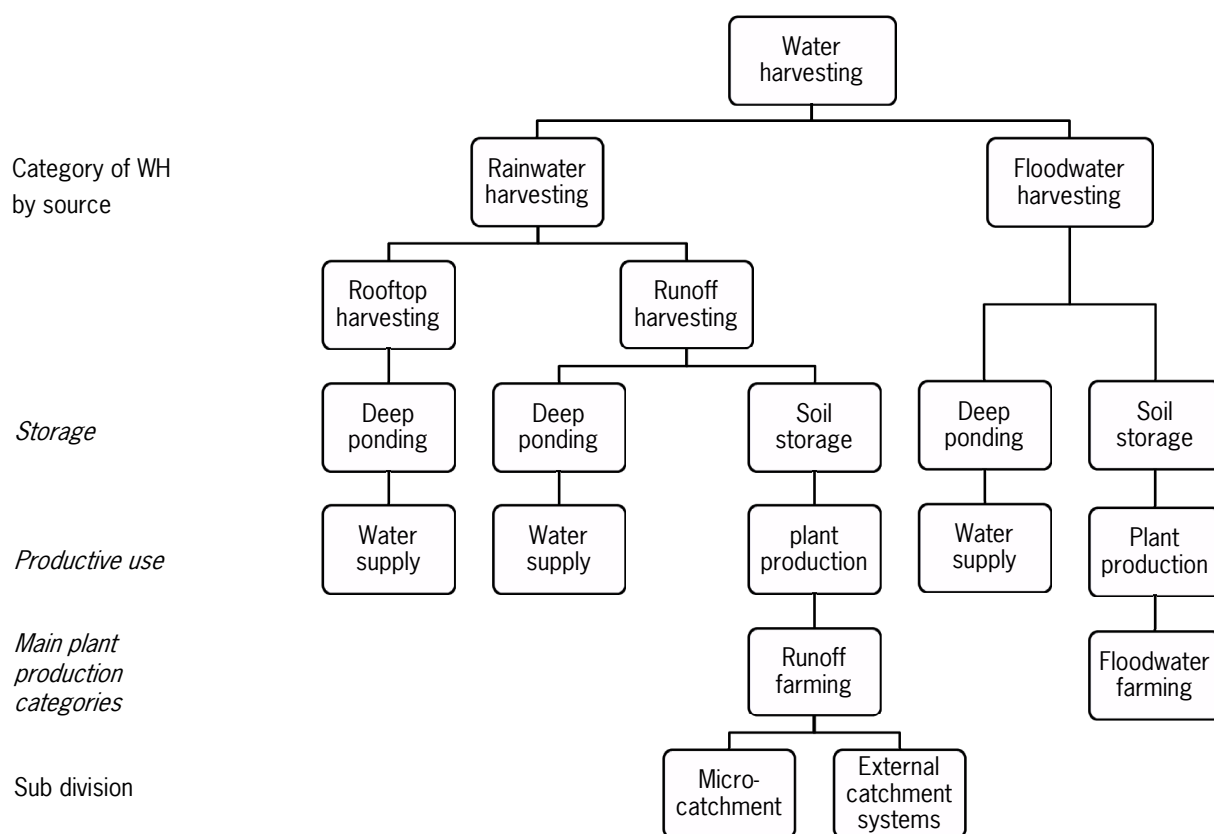 Water
harvesting
Category of WH
by source
Rainwater
harvesting
Floodwater
harvesting
Rooftop
harvesting
Runoff
harvesting
Storage
Deep
ponding
Deep
ponding
Soil
storage
Deep
ponding
Soil
storage
Productive use
Water
supply
Water
supply
plant
production
Water
supply
Plant
production
Main plant
production
categories
Runoff
farming
Floodwater
farming
Sub division
Micro-
catchment
External
catchment
systems